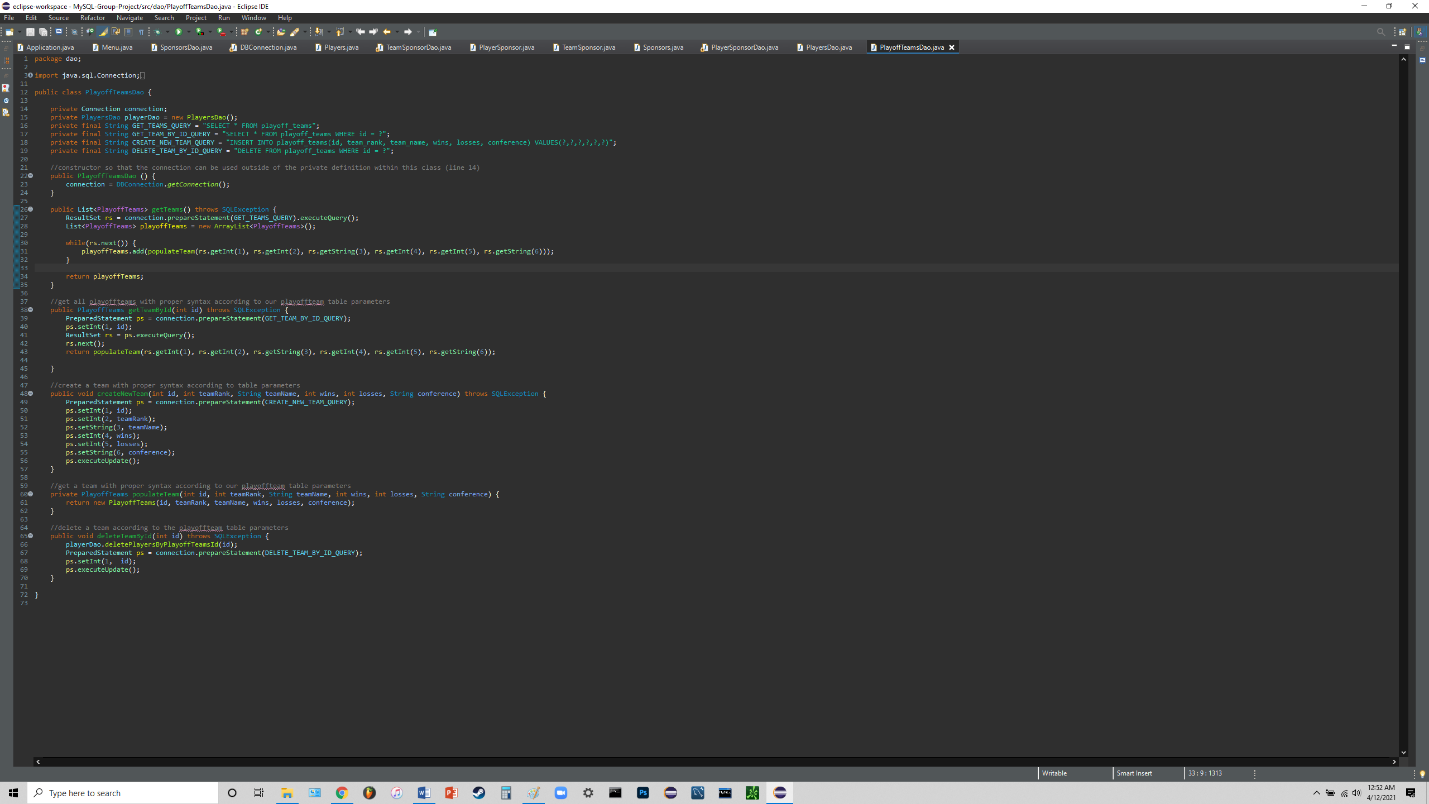 eclipse-workspace - MySQL-Group-Project/src/dao/PlayoffTeamsDao.java - Eclipse IDE
File Edit Source Refactor Navigate Search Project Run Window Help
Application.java Menu.java SponsorsDao.java DBConnection.java Players.java TeamSponsorDao.java PlayerSponsor.java TeamSponsor.java Sponsors.java PlayerSponsorDao.java PlayersDao.java PlayoffTeamsDao.java
1 package dao;
2
3 import java.sql.Connection;
11
12 public class PlayoffTeamsDao {
13
14 private Connection connection;
15 private PlayersDao playerDao = new PlayersDao();
16 private final String GET_TEAMS_QUERY = "SELECT * FROM playoff_teams";
17 private final String GET_TEAM_BY_ID_QUERY = "SELECT * FROM playoff_teams WHERE id = ?";
18 private final String CREATE_NEW_TEAM_QUERY = "INSERT INTO playoff_teams(id, team_rank, team_name, wins, losses, conference) VALUES(?,?,?,?,?,?)";
19 private final String DELETE_TEAM_BY_ID_QUERY = "DELETE FROM playoff_teams WHERE id = ?";
20
21 //constructor so that the connection can be used outside of the private definition within this class (line 14)
22 public PlayoffTeamsDao () {
23 connection = DBConnection.getConnection();
24 }
25
26 public List<PlayoffTeams> getTeams() throws SQLException {
27 ResultSet rs = connection.prepareStatement(GET_TEAMS_QUERY).executeQuery();
28 List<PlayoffTeams> playoffTeams = new ArrayList<PlayoffTeams>();
29
30 while(rs.next()) {
31 playoffTeams.add(populateTeam(rs.getInt(1), rs.getInt(2), rs.getString(3), rs.getInt(4), rs.getInt(5), rs.getString(6)));
32 }
33
34 return playoffTeams;
35 }
36
37 //get all playoffteams with proper syntax according to our playoffteam table parameters
38 public PlayoffTeams getTeamById(int id) throws SQLException {
39 PreparedStatement ps = connection.prepareStatement(GET_TEAM_BY_ID_QUERY);
40 ps.setInt(1, id);
41 ResultSet rs = ps.executeQuery();
42 rs.next();
43 return populateTeam(rs.getInt(1), rs.getInt(2), rs.getString(3), rs.getInt(4), rs.getInt(5), rs.getString(6));
44
45 }
46
47 //create a team with proper syntax according to table parameters
48 public void createNewTeam(int id, int teamRank, String teamName, int wins, int losses, String conference) throws SQLException {
49 PreparedStatement ps = connection.prepareStatement(CREATE_NEW_TEAM_QUERY);
50 ps.setInt(1, id);
51 ps.setInt(2, teamRank);
52 ps.setString(3, teamName);
53 ps.setInt(4, wins);
54 ps.setInt(5, losses);
55 ps.setString(6, conference);
56 ps.executeUpdate();
57 }
58
59 //get a team with proper syntax according to our playoffteam table parameters
60 private PlayoffTeams populateTeam(int id, int teamRank, String teamName, int wins, int losses, String conference) {
61 return new PlayoffTeams(id, teamRank, teamName, wins, losses, conference);
62 }
63
64 //delete a team according to the playoffteam table parameters
65 public void deleteTeamById(int id) throws SQLException {
66 playerDao.deletePlayersByPlayoffTeamsId(id);
67 PreparedStatement ps = connection.prepareStatement(DELETE_TEAM_BY_ID_QUERY);
68 ps.setInt(1, id);
69 ps.executeUpdate();
70 }
71
72 }
73
Writable Smart Insert 33 : 9 : 1313
Type here to search
12:52 AM
4/12/2021